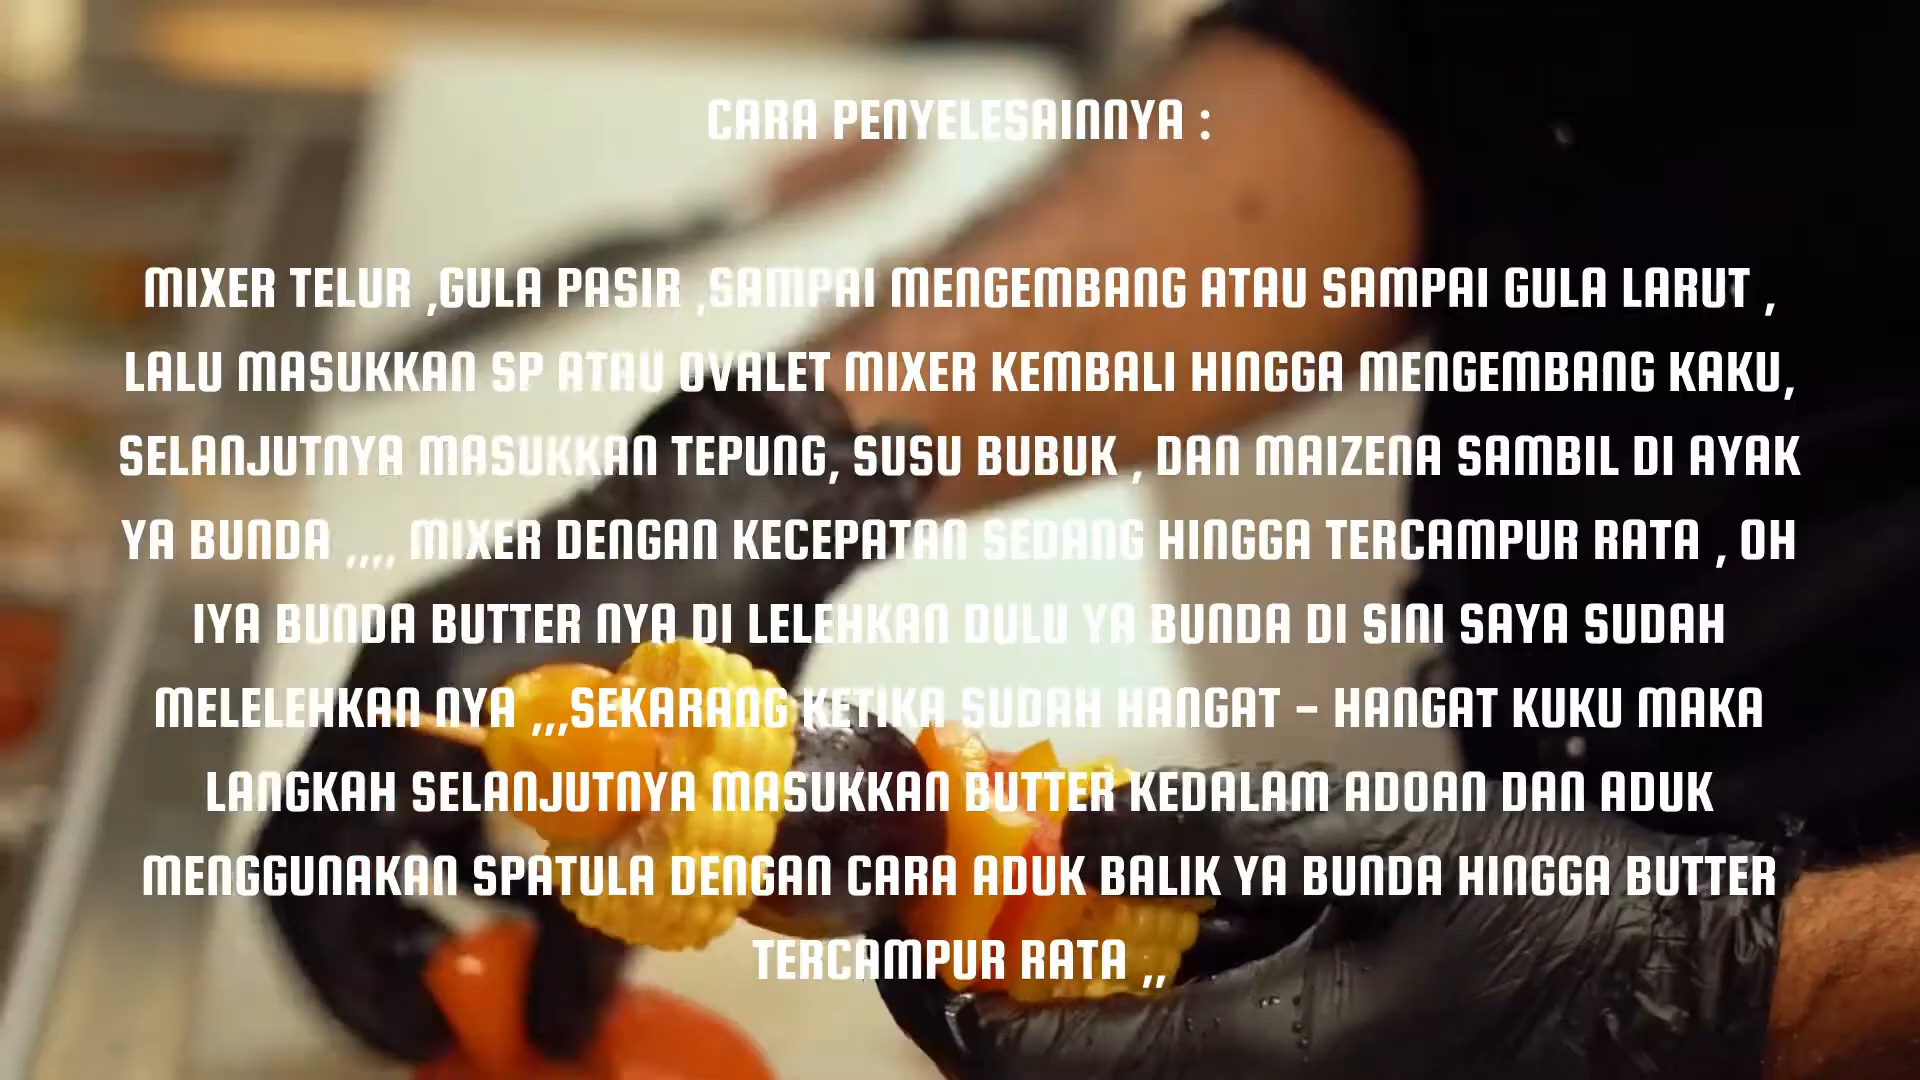 CARA PENYELESAINNYA :
MIXER TELUR ,GULA PASIR ,SAMPAI MENGEMBANG ATAU SAMPAI GULA LARUT ,
LALU MASUKKAN SP ATAU OVALET MIXER KEMBALI HINGGA MENGEMBANG KAKU,
SELANJUTNYA MASUKKAN TEPUNG, SUSU BUBUK , DAN MAIZENA SAMBIL DI AYAK
YA BUNDA ,,,, MIXER DENGAN KECEPATAN SEDANG HINGGA TERCAMPUR RATA , OH
IYA BUNDA BUTTER NYA DI LELEHKAN DULU YA BUNDA DI SINI SAYA SUDAH
MELELEHKAN NYA ,,,SEKARANG KETIKA SUDAH HANGAT – HANGAT KUKU MAKA
LANGKAH SELANJUTNYA MASUKKAN BUTTER KEDALAM ADOAN DAN ADUK
MENGGUNAKAN SPATULA DENGAN CARA ADUK BALIK YA BUNDA HINGGA BUTTER
TERCAMPUR RATA ,,